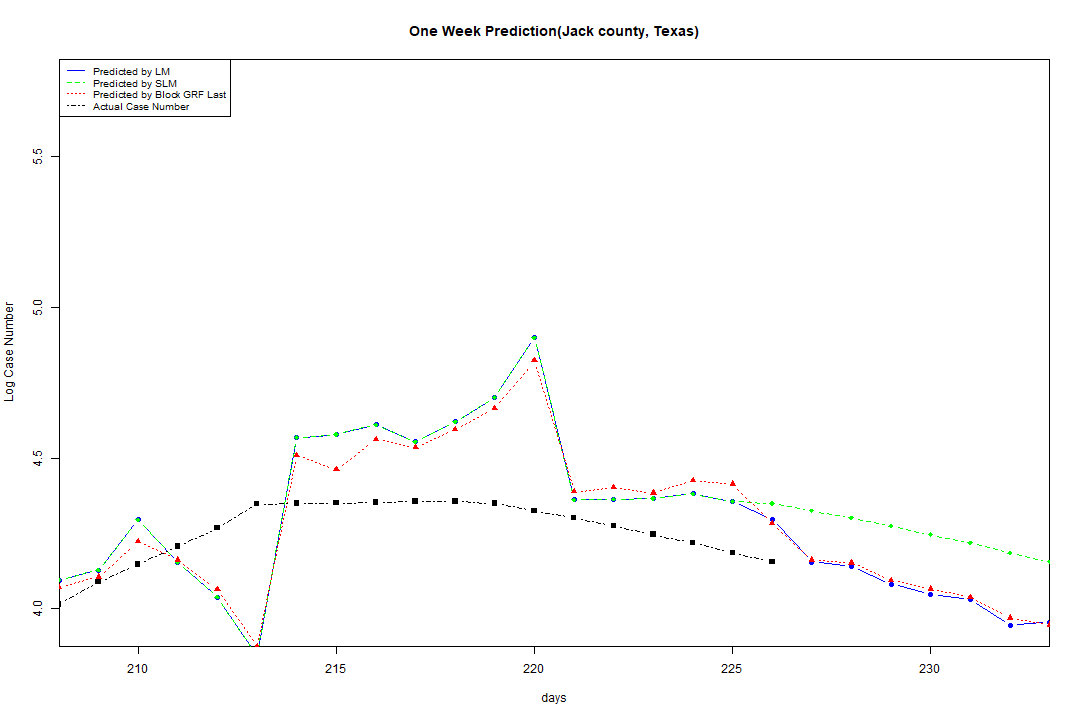 One Week Prediction(Jack county, Texas)
Predicted by LM
Predicted by SLM
Predicted by Block GRF Last
Actual Case Number
Log Case Number
5.5
5.0
4.5
4.0
210
215
220
225
230
days